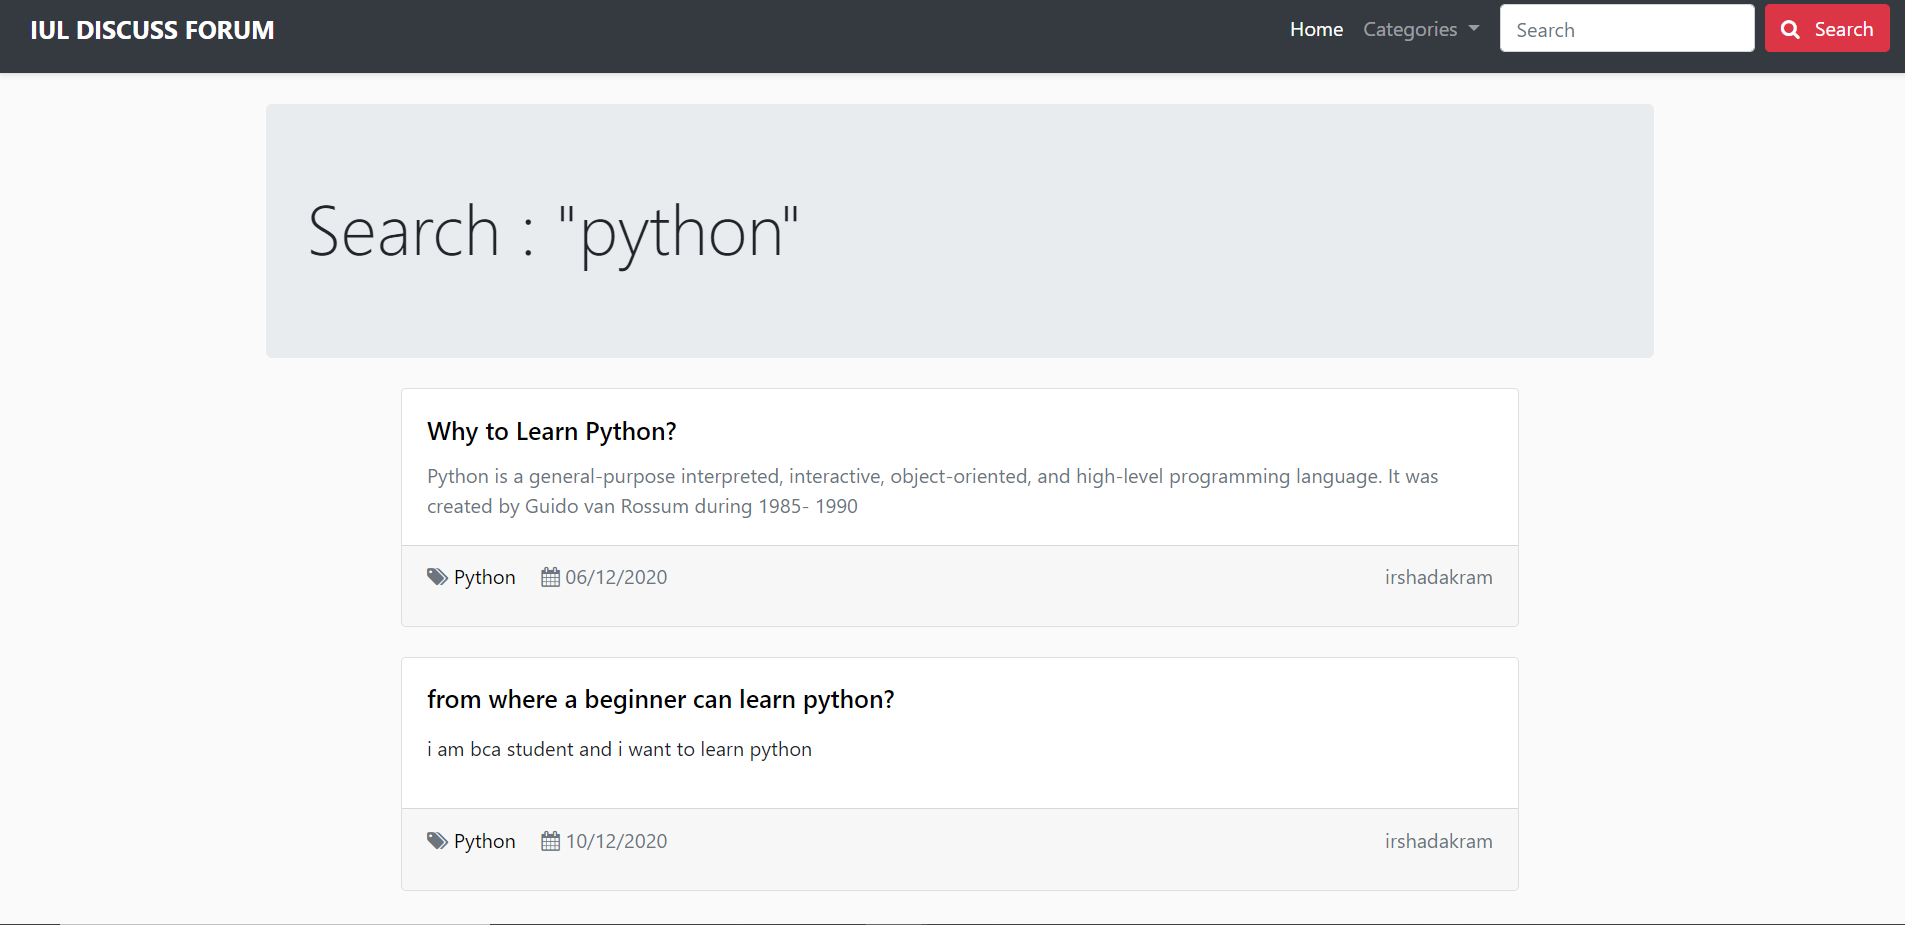 IUL DISCUSS FORUM
Home Categories Search Search
Search : "python"
Why to Learn Python?
Python is a general-purpose interpreted, interactive, object-oriented, and high-level programming language. It was
created by Guido van Rossum during 1985- 1990
Python 06/12/2020 irshadakram
from where a beginner can learn python?
i am bca student and i want to learn python
Python 10/12/2020 irshadakram